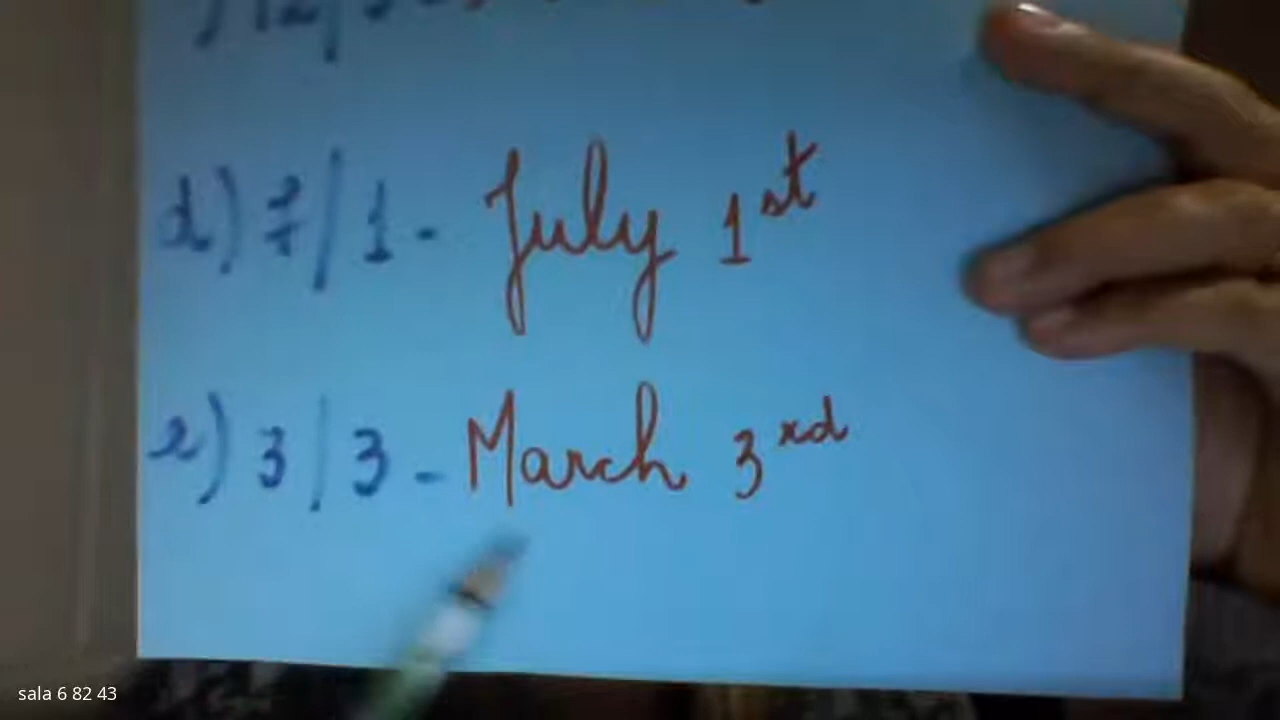 d) 7/1 - July 1st
e) 3/3 - March 3rd
sala 6 82 43